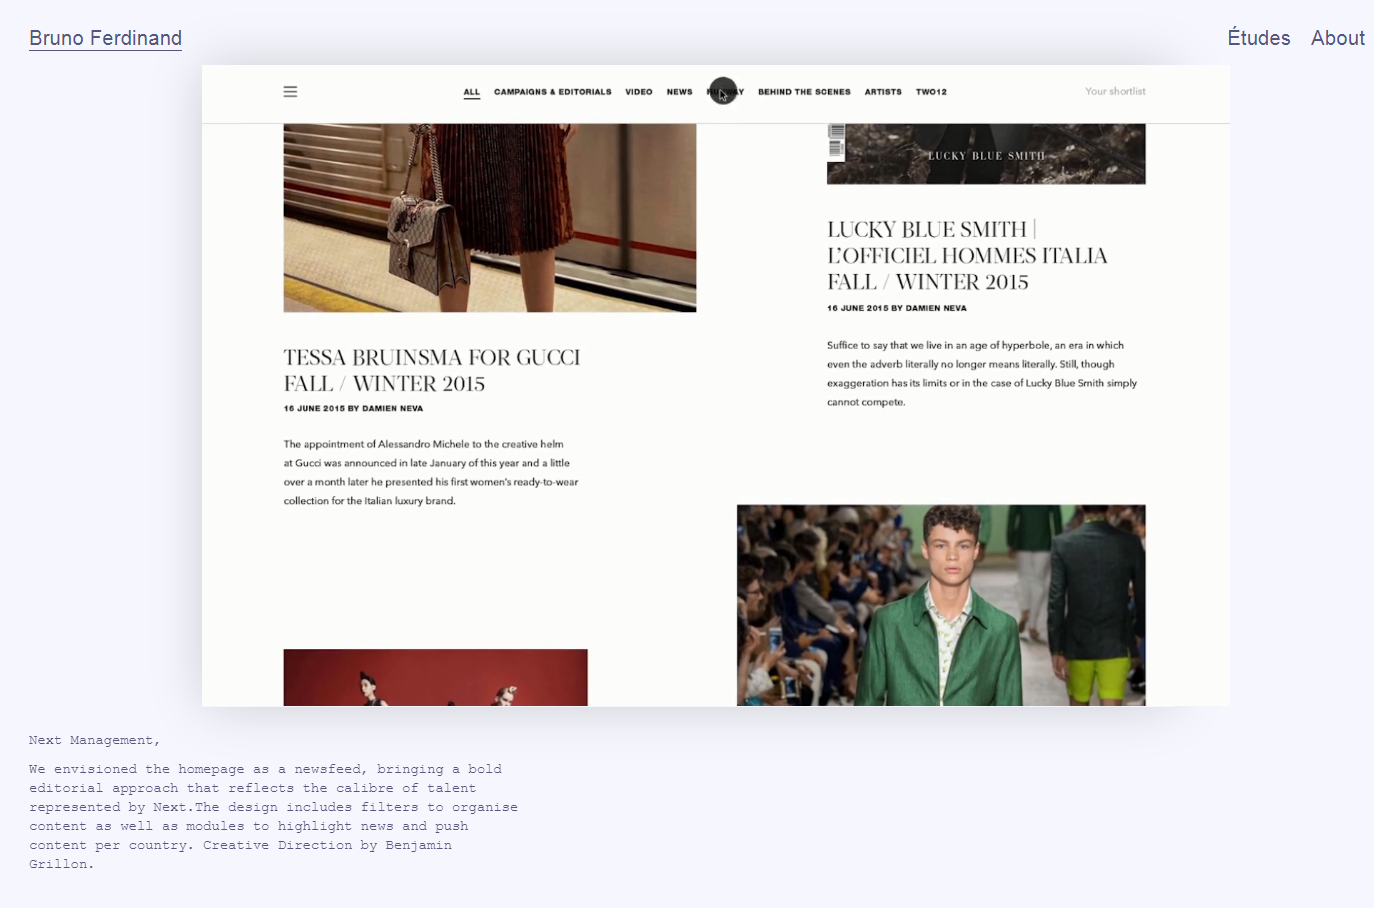 Bruno Ferdinand
Études About
ALL CAMPAIGNS & EDITORIALS VIDEO NEWS BEHIND THE SCENES ARTISTS TWO12
Your shortlist
LUCKY BLUE SMITH
LUCKY BLUE SMITH |
L'OFFICIEL HOMMES ITALIA
FALL / WINTER 2015
16 JUNE 2015 BY DAMIEN NEVA
Suffice to say that we live in an age of hyperbole, an era in which
even the adverb literally no longer means literally. Still, though
exaggeration has its limits or in the case of Lucky Blue Smith simply
cannot compete.
TESSA BRUINSMA FOR GUCCI
FALL / WINTER 2015
16 JUNE 2015 BY DAMIEN NEVA
The appointment of Alessandro Michele to the creative helm
at Gucci was announced in late January of this year and a little
over a month later he presented his first women's ready-to-wear
collection for the Italian luxury brand.
Next Management,
We envisioned the homepage as a newsfeed, bringing a bold
editorial approach that reflects the calibre of talent
represented by Next.The design includes filters to organise
content as well as modules to highlight news and push
content per country. Creative Direction by Benjamin
Grillon.